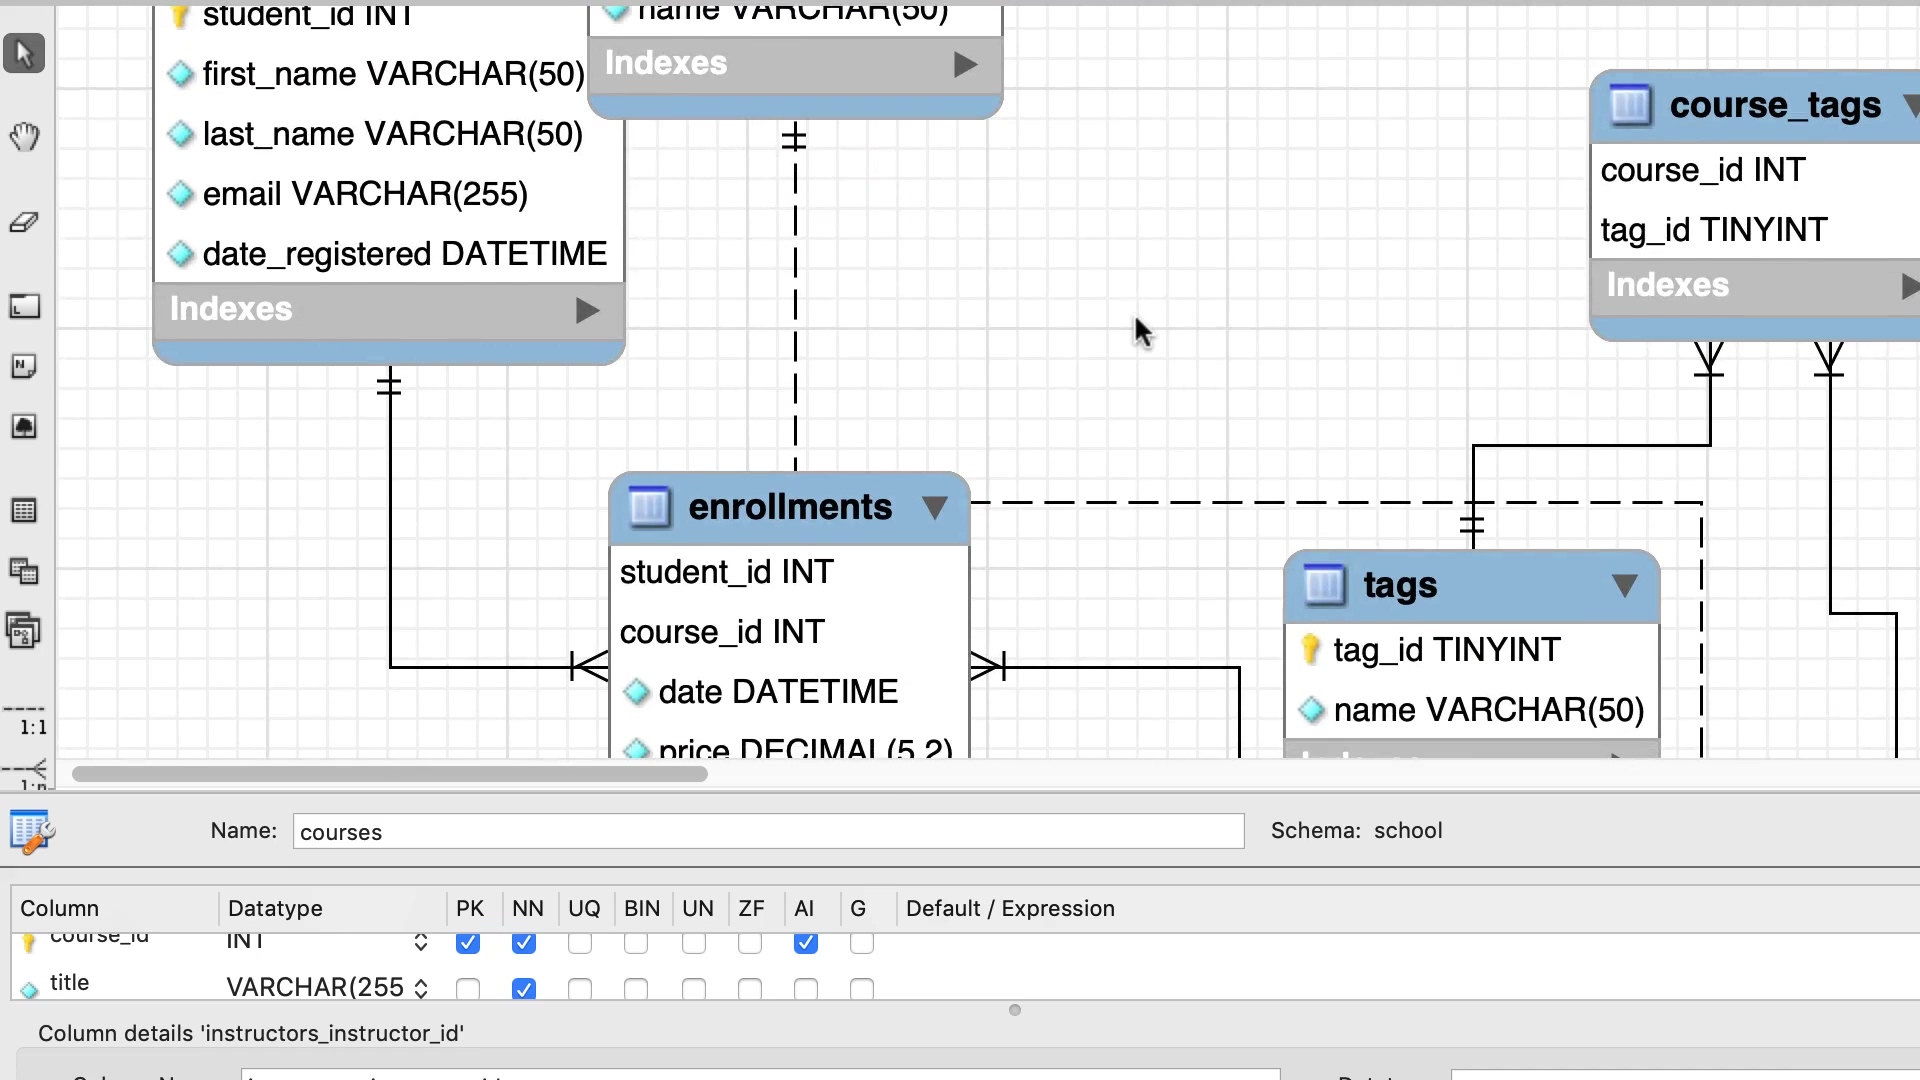 student_id INT
first_name VARCHAR(50)
last_name VARCHAR(50)
email VARCHAR(255)
date_registered DATETIME
Indexes
name VARCHAR(50)
Indexes
course_tags
course_id INT
tag_id TINYINT
Indexes
enrollments
student_id INT
course_id INT
date DATETIME
price DECIMAL(5,2)
tags
tag_id TINYINT
name VARCHAR(50)
Indexes
1:1
1:n
Name: courses
Schema: school
Column Datatype PK NN UQ BIN UN ZF AI G Default / Expression
course_id INT
title VARCHAR(255
Column details 'instructors_instructor_id'